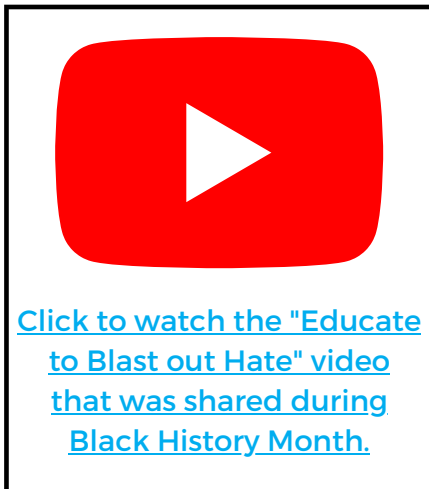 Click to watch the "Educate
to Blast out Hate" video
that was shared during
Black History Month.